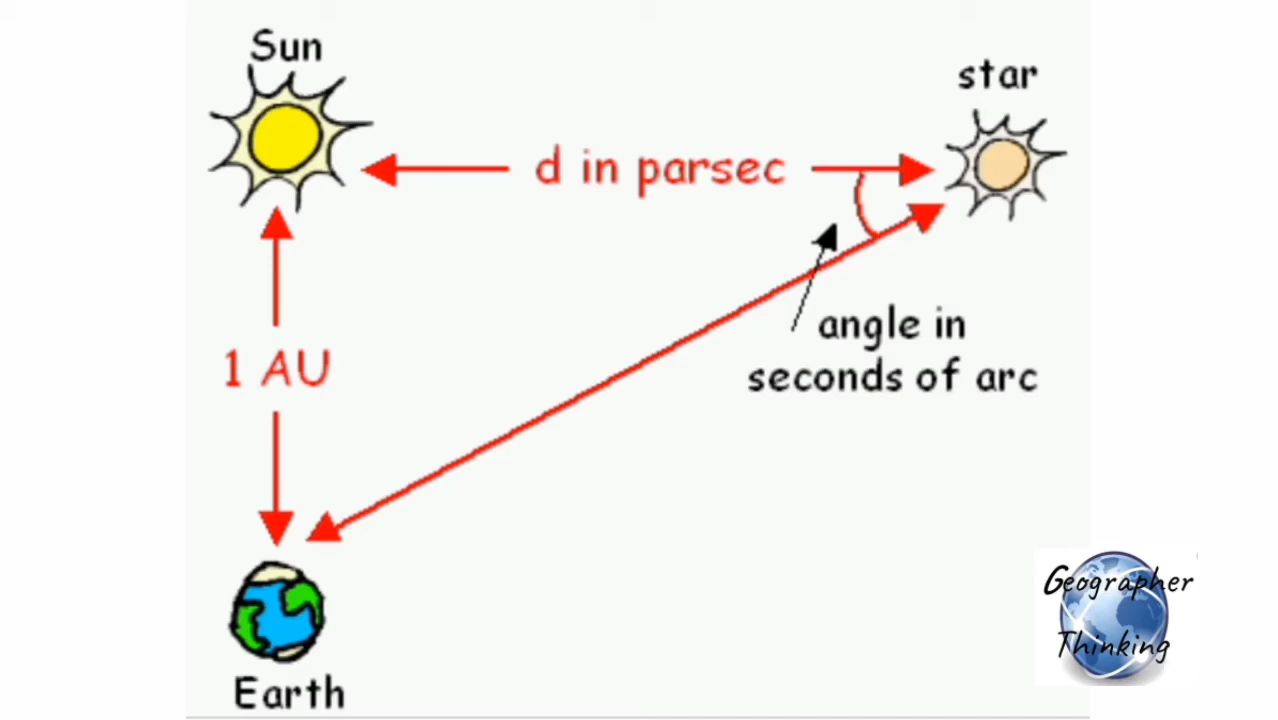 Sun
star
d in parsec
1 AU
angle in
seconds of arc
Earth
Geographer
Thinking